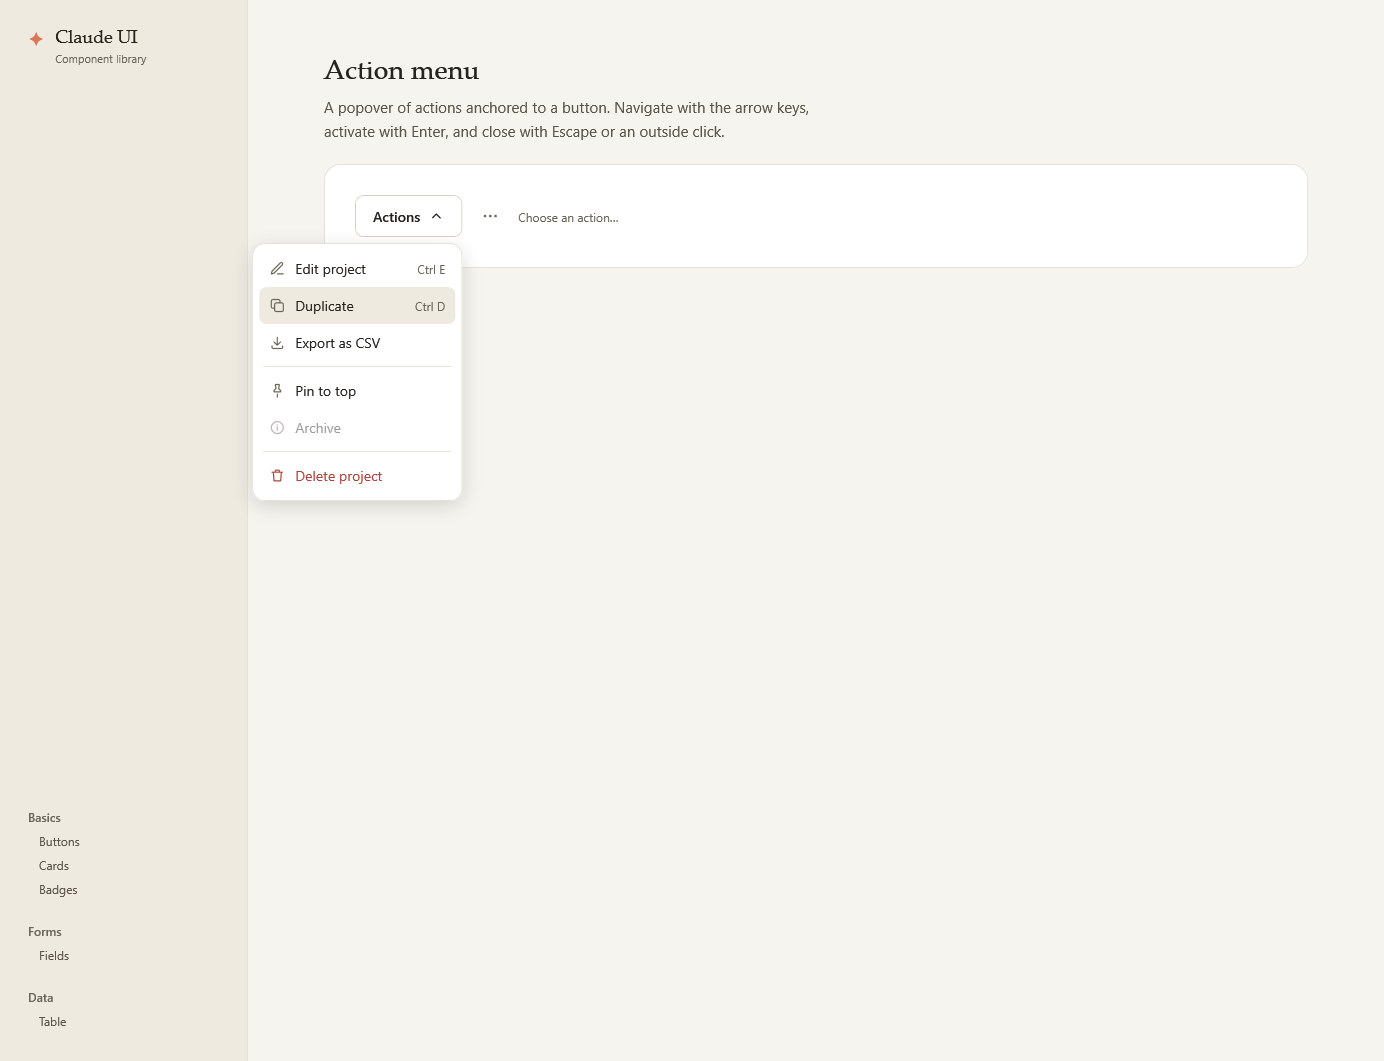 Claude UI
Component library
Basics
Buttons
Cards
Badges
Forms
Fields
Data
Table
Action menu
A popover of actions anchored to a button. Navigate with the arrow keys,
activate with Enter, and close with Escape or an outside click.
Actions
Choose an action...
Edit project Ctrl E
Duplicate Ctrl D
Export as CSV
Pin to top
Archive
Delete project